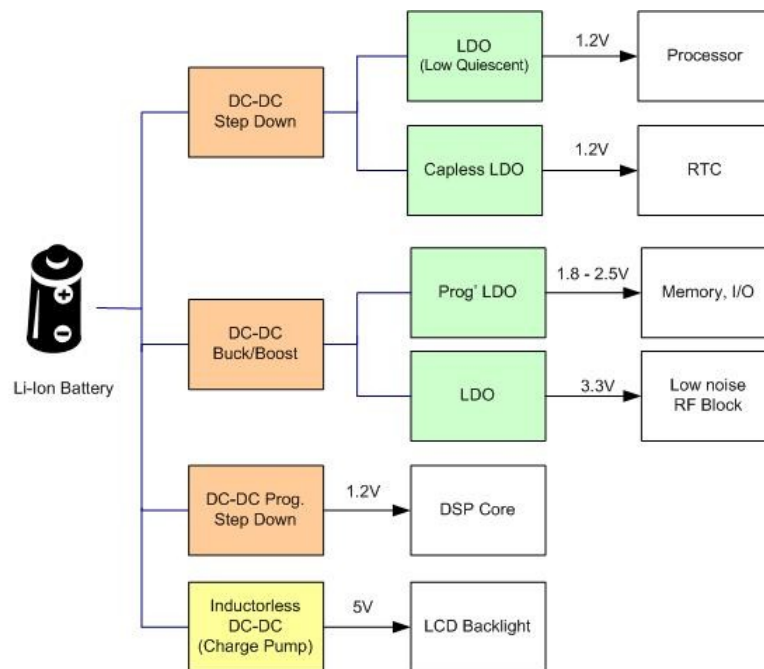 LDO
(Low Quiescent)
1.2V
Processor
DC-DC
Step Down
Capless LDO
1.2V
RTC
Li-Ion Battery
DC-DC
Buck/Boost
Prog' LDO
1.8 - 2.5V
Memory, I/O
LDO
3.3V
Low noise
RF Block
DC-DC Prog.
Step Down
1.2V
DSP Core
Inductorless
DC-DC
(Charge Pump)
5V
LCD Backlight